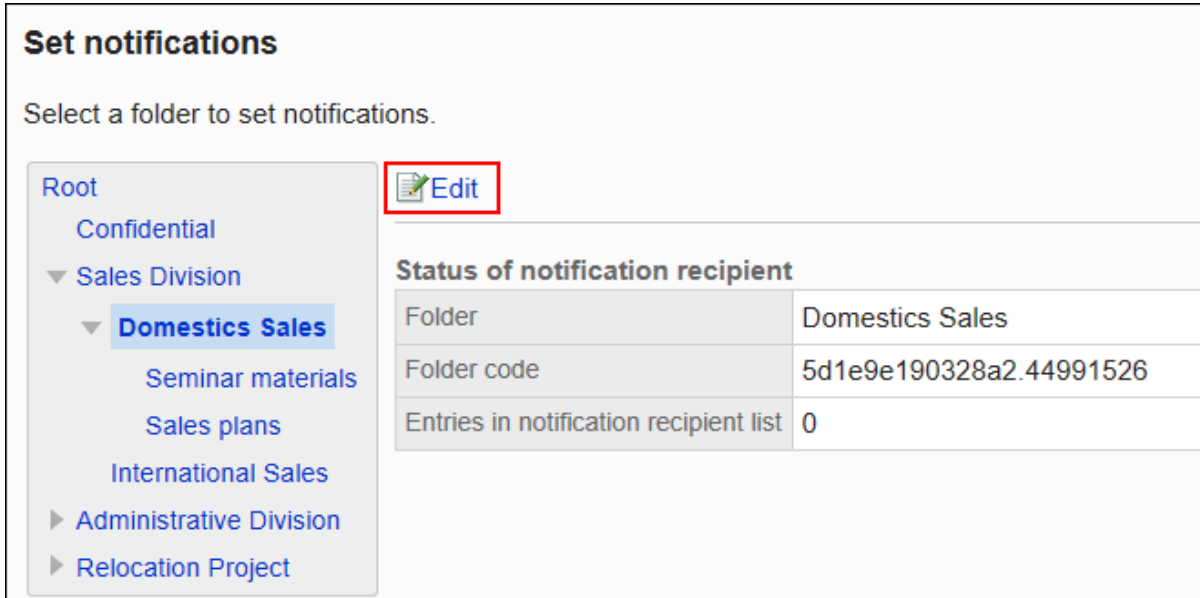 Set notifications
Select a folder to set notifications.
Root
Confidential
Sales Division
Domestics Sales
Seminar materials
Sales plans
International Sales
Administrative Division
Relocation Project
Edit
Status of notification recipient
Folder Domestics Sales
Folder code 5d1e9e190328a2.44991526
Entries in notification recipient list 0